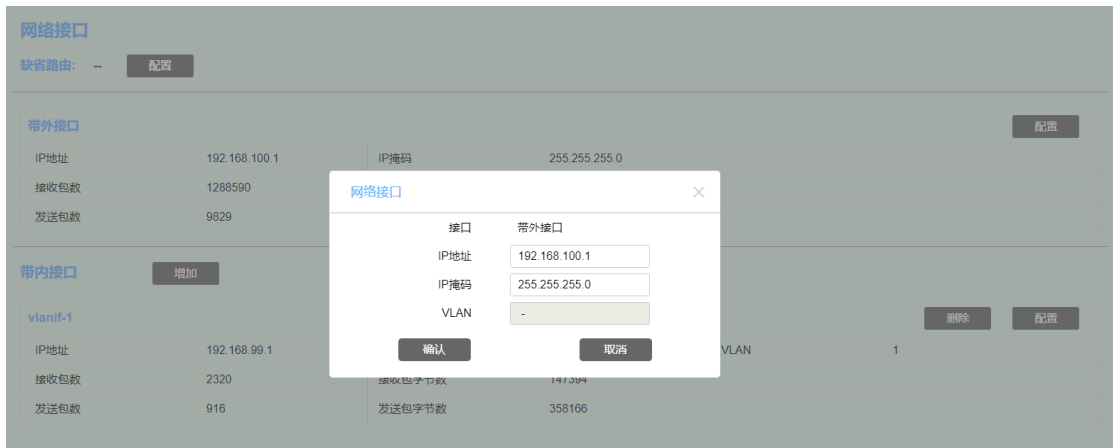 网络接口
缺省路由: -- 配置
带外接口 配置
IP地址 192.168.100.1 IP掩码 255.255.255.0
接收包数 1288590
发送包数 9829
网络接口 ×
接口 带外接口
IP地址 192.168.100.1
IP掩码 255.255.255.0
VLAN -
确认 取消
带内接口 增加
vlanif-1 删除 配置
IP地址 192.168.99.1 VLAN 1
接收包数 2320 接收包字节数 147394
发送包数 916 发送包字节数 358166